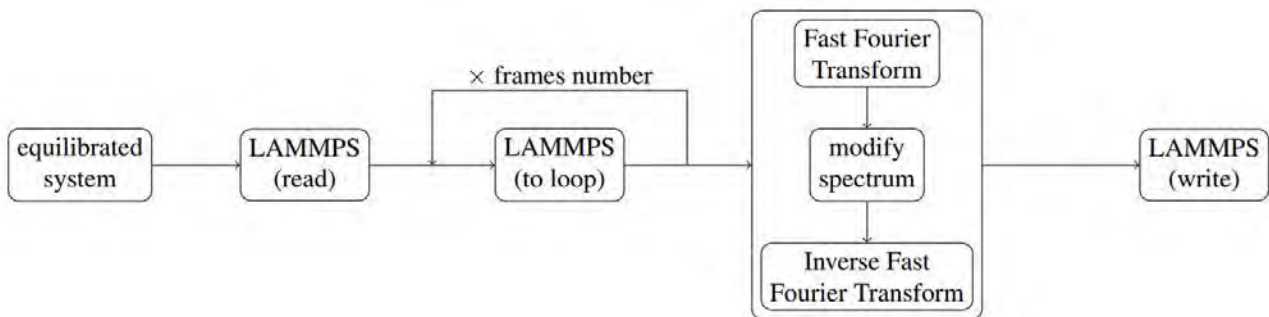 equilibrated
system
LAMMPS
(read)
× frames number
LAMMPS
(to loop)
Fast Fourier
Transform
modify
spectrum
Inverse Fast
Fourier Transform
LAMMPS
(write)